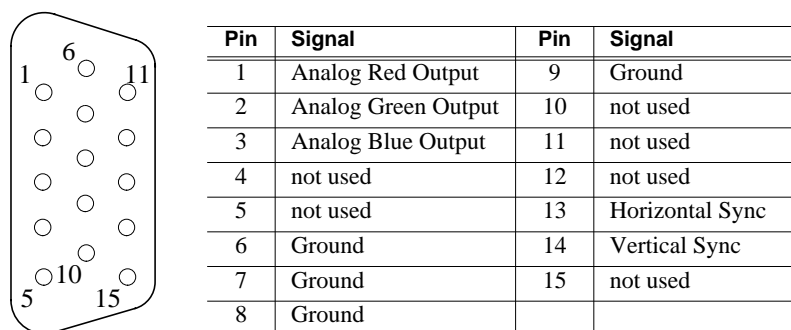 6
1 11
10
5 15
Pin Signal Pin Signal
1 Analog Red Output 9 Ground
2 Analog Green Output 10 not used
3 Analog Blue Output 11 not used
4 not used 12 not used
5 not used 13 Horizontal Sync
6 Ground 14 Vertical Sync
7 Ground 15 not used
8 Ground